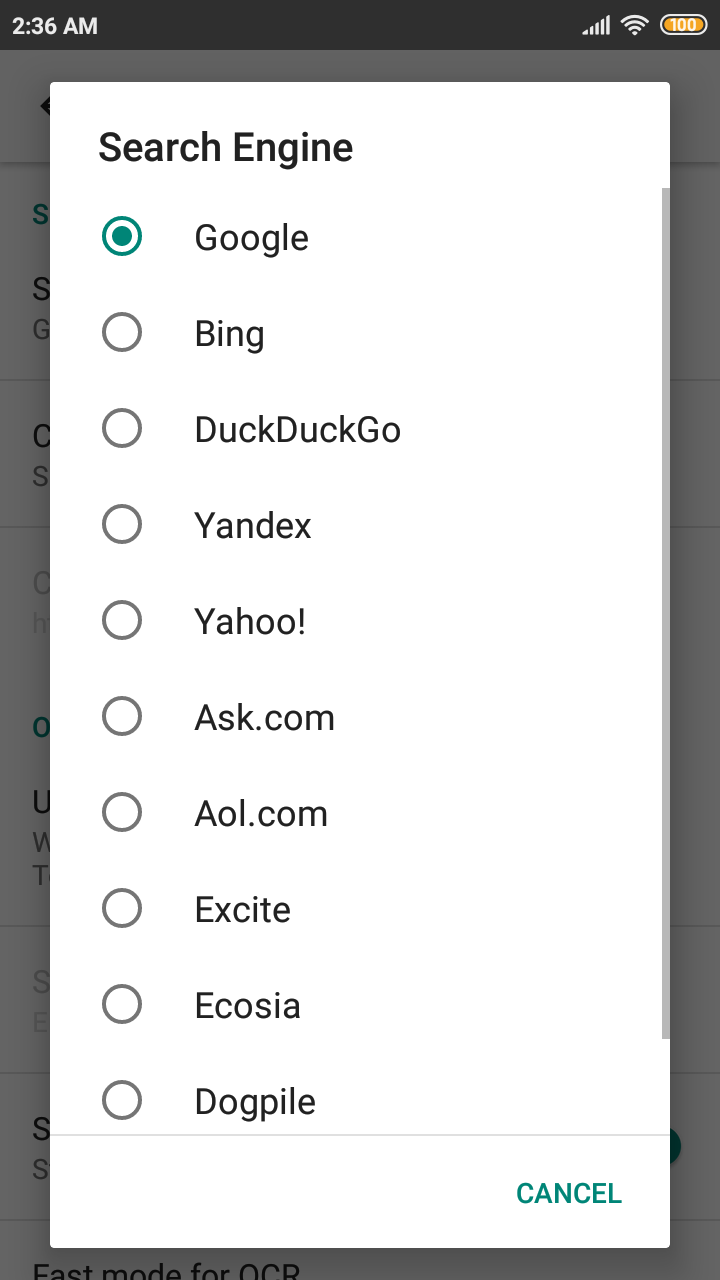 2:36 AM
100
Search Engine
Google
Bing
DuckDuckGo
Yandex
Yahoo!
Ask.com
Aol.com
Excite
Ecosia
Dogpile
CANCEL
Fast mode for OCR